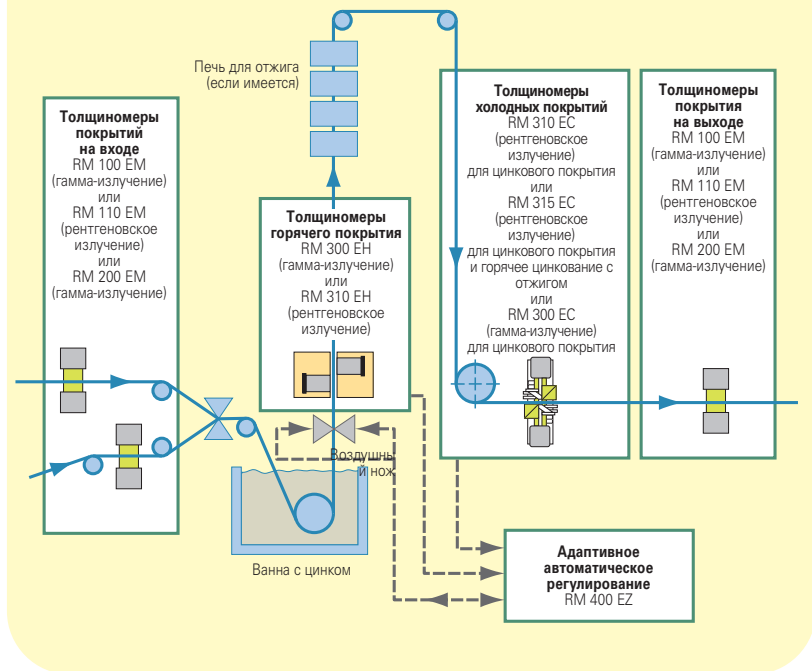 Печь для отжига
(если имеется)
Толщиномеры
покрытий
на входе
RM 100 EM
(гамма-излучение)
или
RM 110 EM
(рентгеновское
излучение)
или
RM 200 EM
(гамма-излучение)
Толщиномеры
горячего покрытия
RM 300 EH
(гамма-излучение)
или
RM 310 EH
(рентгеновское
излучение)
Толщиномеры
холодных покрытий
RM 310 EC
(рентгеновское
излучение)
для цинкового покрытия
или
RM 315 EC
(рентгеновское
излучение)
для цинкового покрытия
и горячее цинкование с
отжигом
или
RM 300 EC
(гамма-излучение)
для цинкового покрытия
Толщиномеры
покрытия
на выходе
RM 100 EM
(гамма-излучение)
или
RM 110 EM
(рентгеновское
излучение)
или
RM 200 EM
(гамма-излучение)
Воздушны
й нож
Ванна с цинком
Адаптивное
автоматическое
регулирование
RM 400 EZ